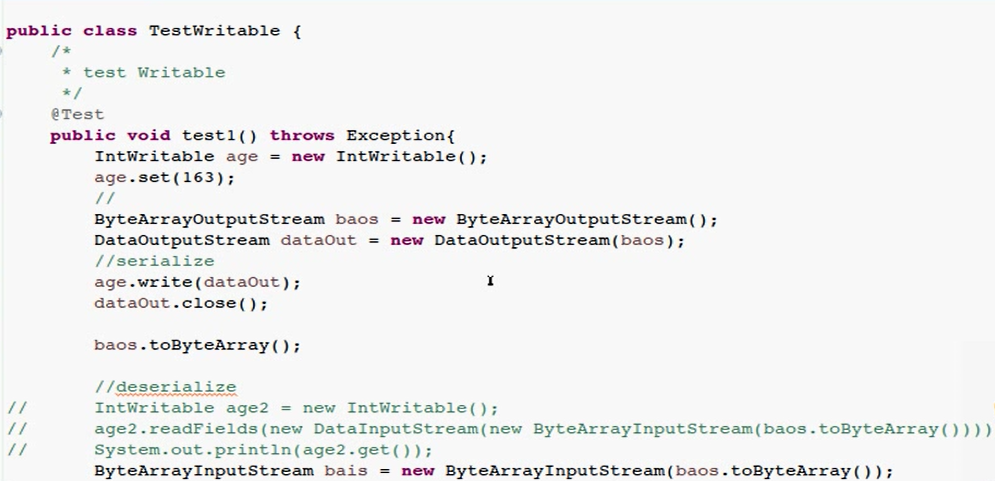 public class TestWritable {
    /*
     * test Writable
     */
    @Test
    public void test1() throws Exception{
        IntWritable age = new IntWritable();
        age.set(163);
        //
        ByteArrayOutputStream baos = new ByteArrayOutputStream();
        DataOutputStream dataOut = new DataOutputStream(baos);
        //serialize
        age.write(dataOut);
        dataOut.close();

        baos.toByteArray();

        //deserialize
//      IntWritable age2 = new IntWritable();
//      age2.readFields(new DataInputStream(new ByteArrayInputStream(baos.toByteArray())))
//      System.out.println(age2.get());
        ByteArrayInputStream bais = new ByteArrayInputStream(baos.toByteArray());